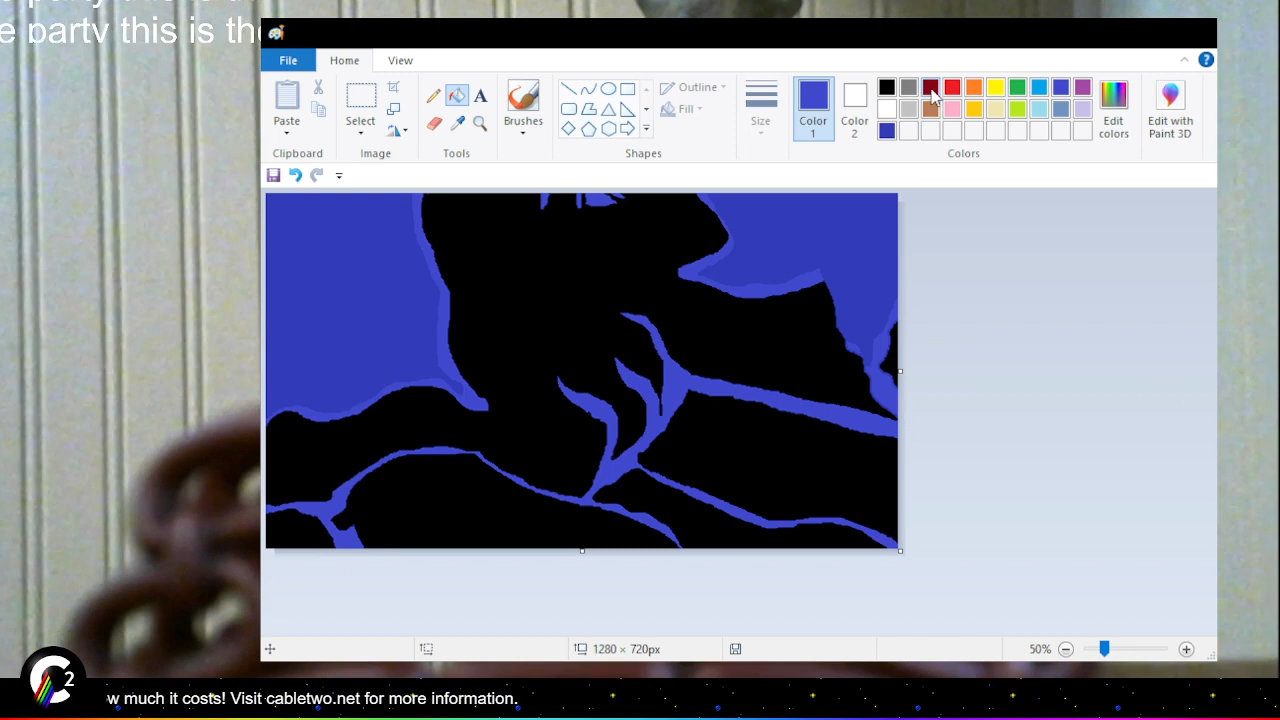 e party this is the
File
Home
View
Paste
Select
A
Brushes
Outline
Fill
Size
Color
1
Color
2
Edit
colors
Edit with
Paint 3D
Clipboard
Image
Tools
Shapes
Colors
1280 × 720px
50%
C2
w much it costs! Visit cabletwo.net for more information.